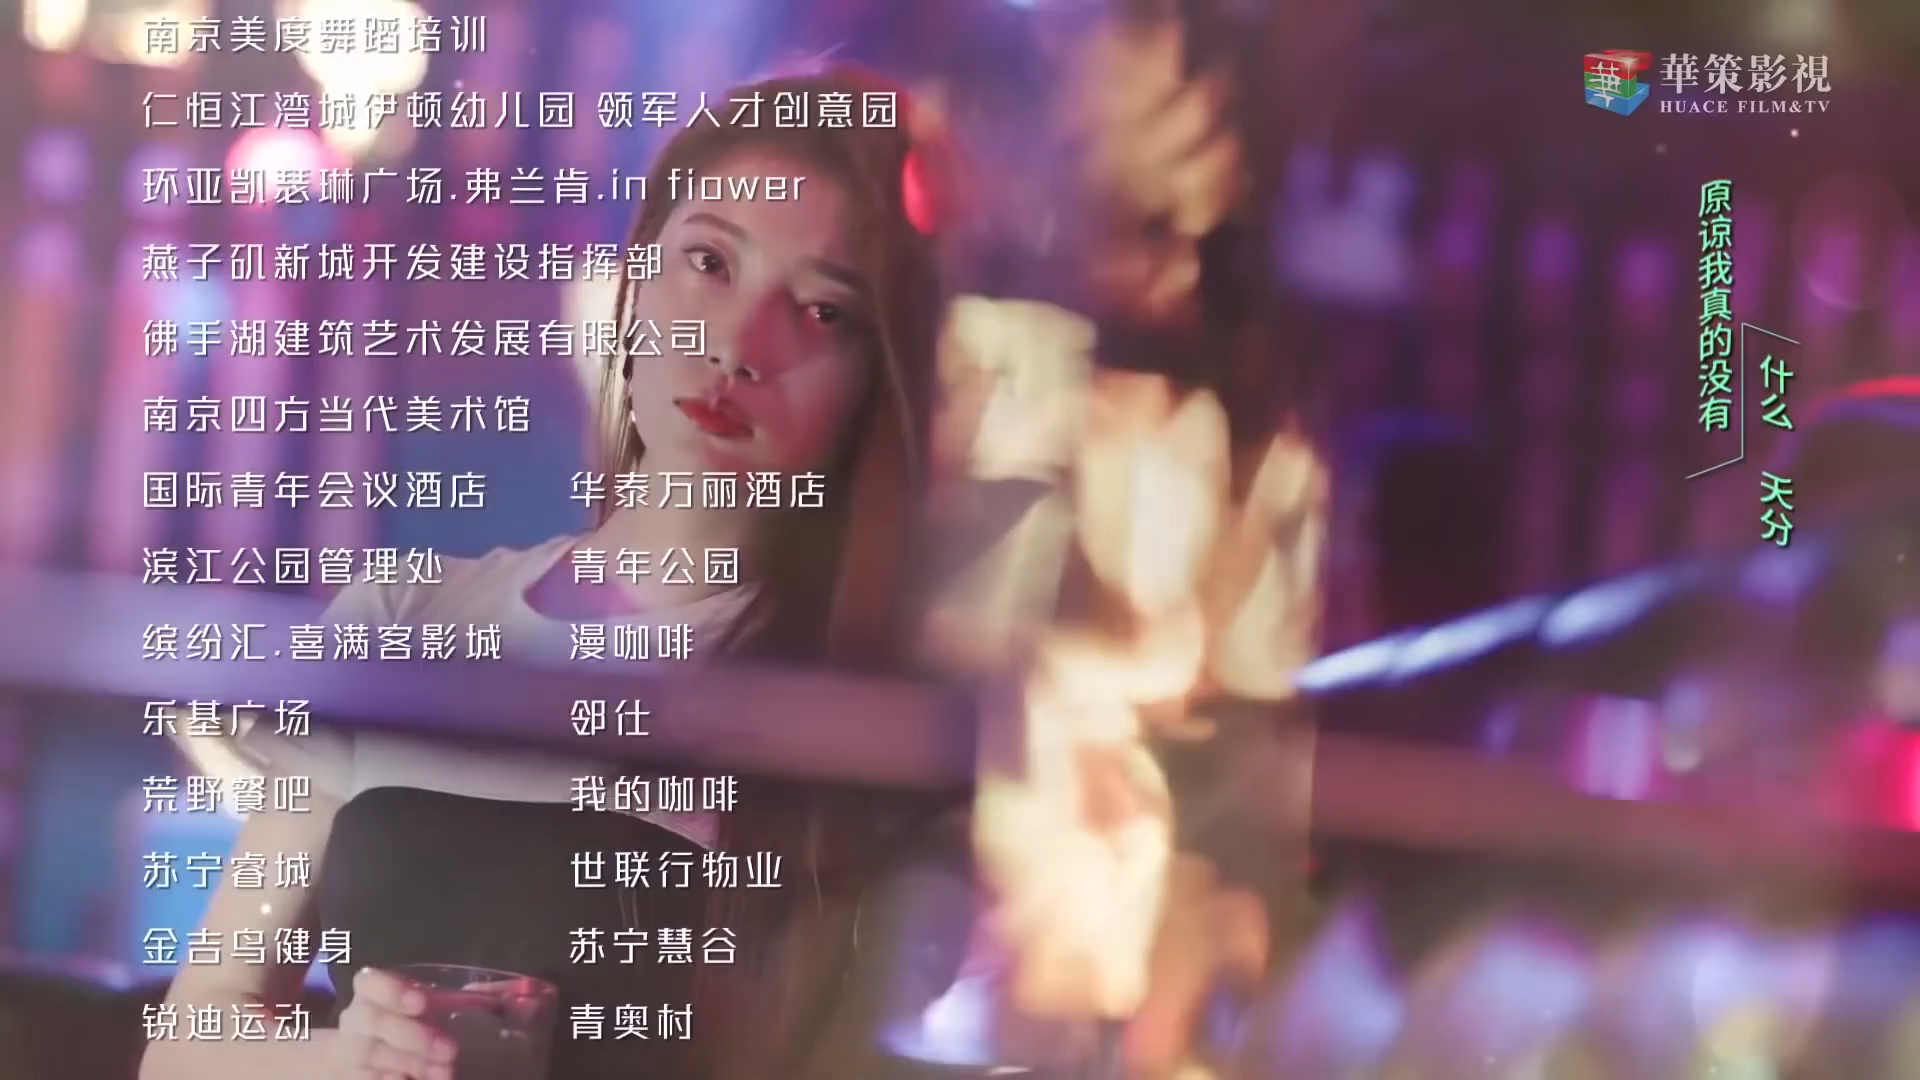 南京美度舞蹈培训
仁恒江湾城伊顿幼儿园 领军人才创意园
环亚凯瑟琳广场.弗兰肯.in fiower
燕子矶新城开发建设指挥部
佛手湖建筑艺术发展有限公司
南京四方当代美术馆
国际青年会议酒店 华泰万丽酒店
滨江公园管理处 青年公园
缤纷汇.喜满客影城 漫咖啡
乐基广场 邻仕
荒野餐吧 我的咖啡
苏宁睿城 世联行物业
金吉鸟健身 苏宁慧谷
锐迪运动 青奥村
華策影視
HUACE FILM&TV
原谅我真的没有
什么 天分